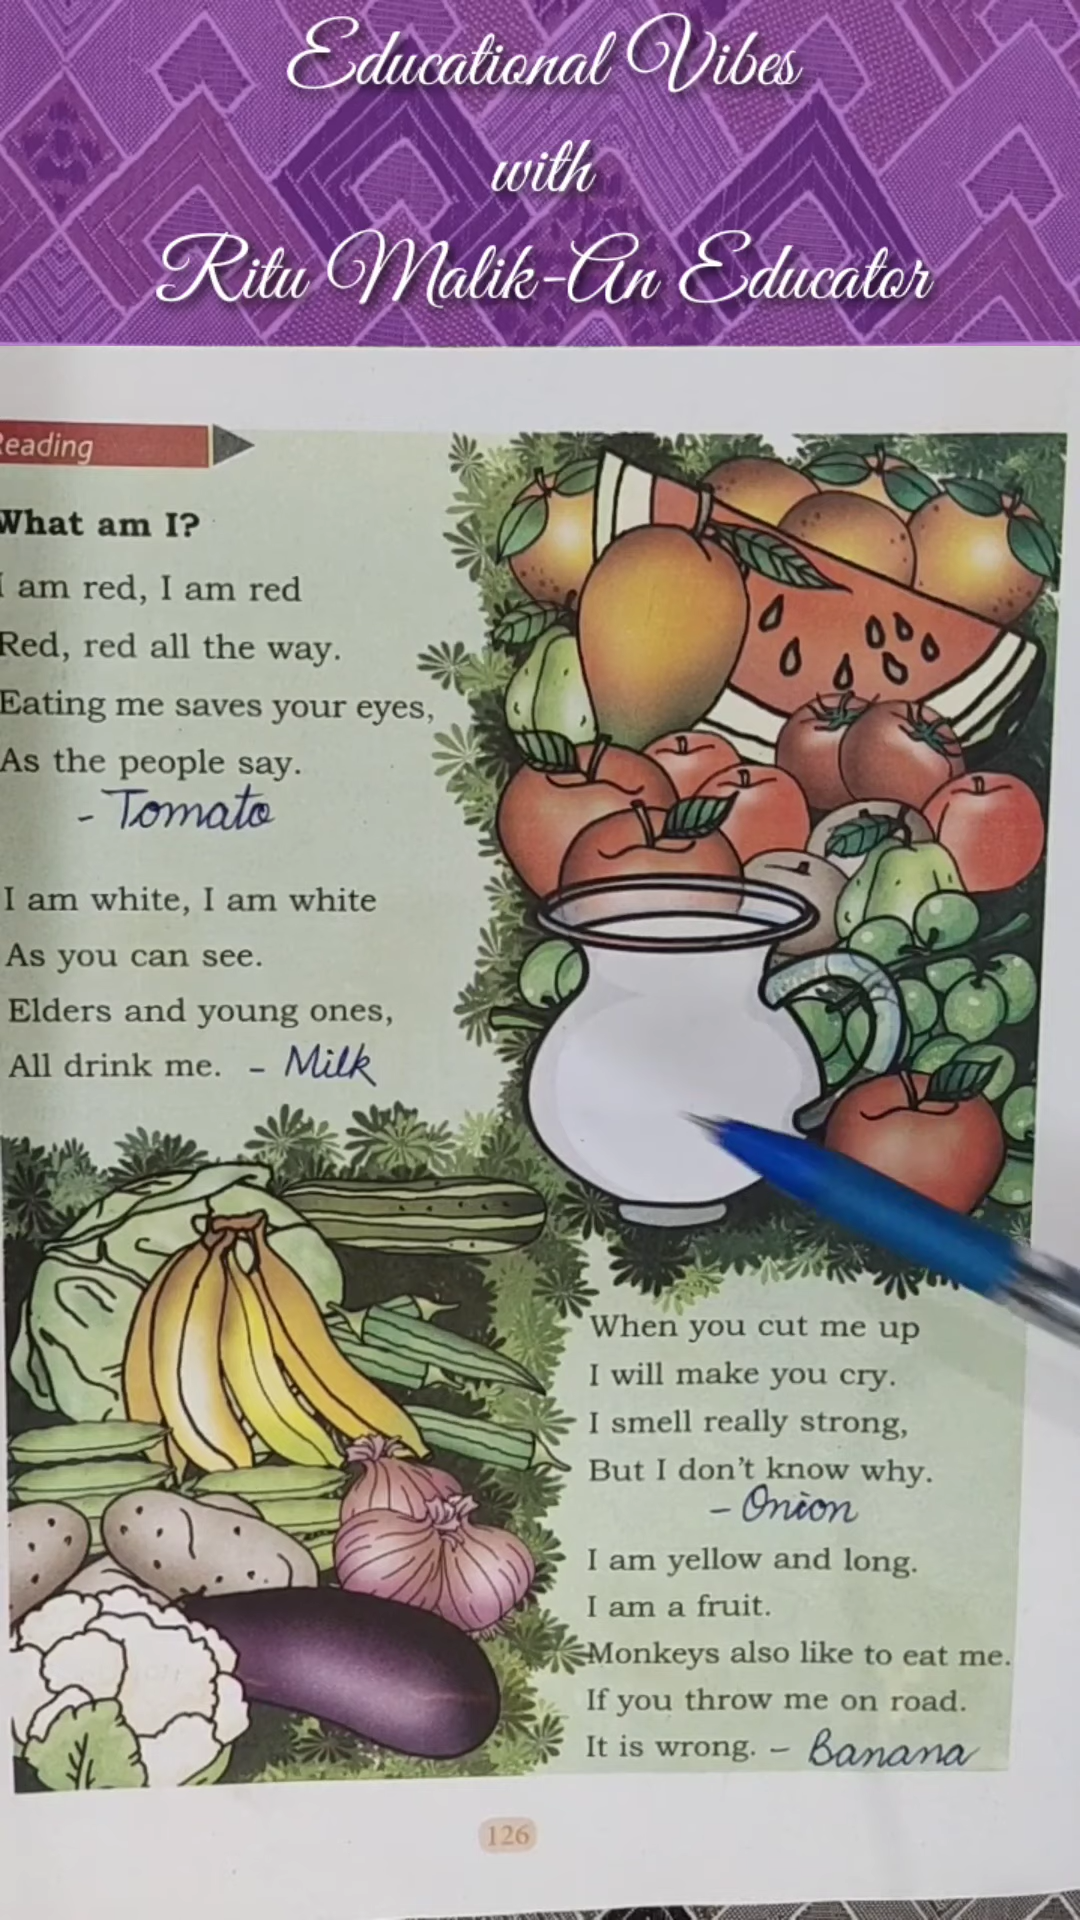 Educational Vibes
with
Ritu Malik-An Educator
Reading
What am I?
I am red, I am red
Red, red all the way.
Eating me saves your eyes,
As the people say.
- Tomato
I am white, I am white
As you can see.
Elders and young ones,
All drink me. - Milk
When you cut me up
I will make you cry.
I smell really strong,
But I don't know why.
- Onion
I am yellow and long.
I am a fruit.
Monkeys also like to eat me.
If you throw me on road.
It is wrong. - Banana
126